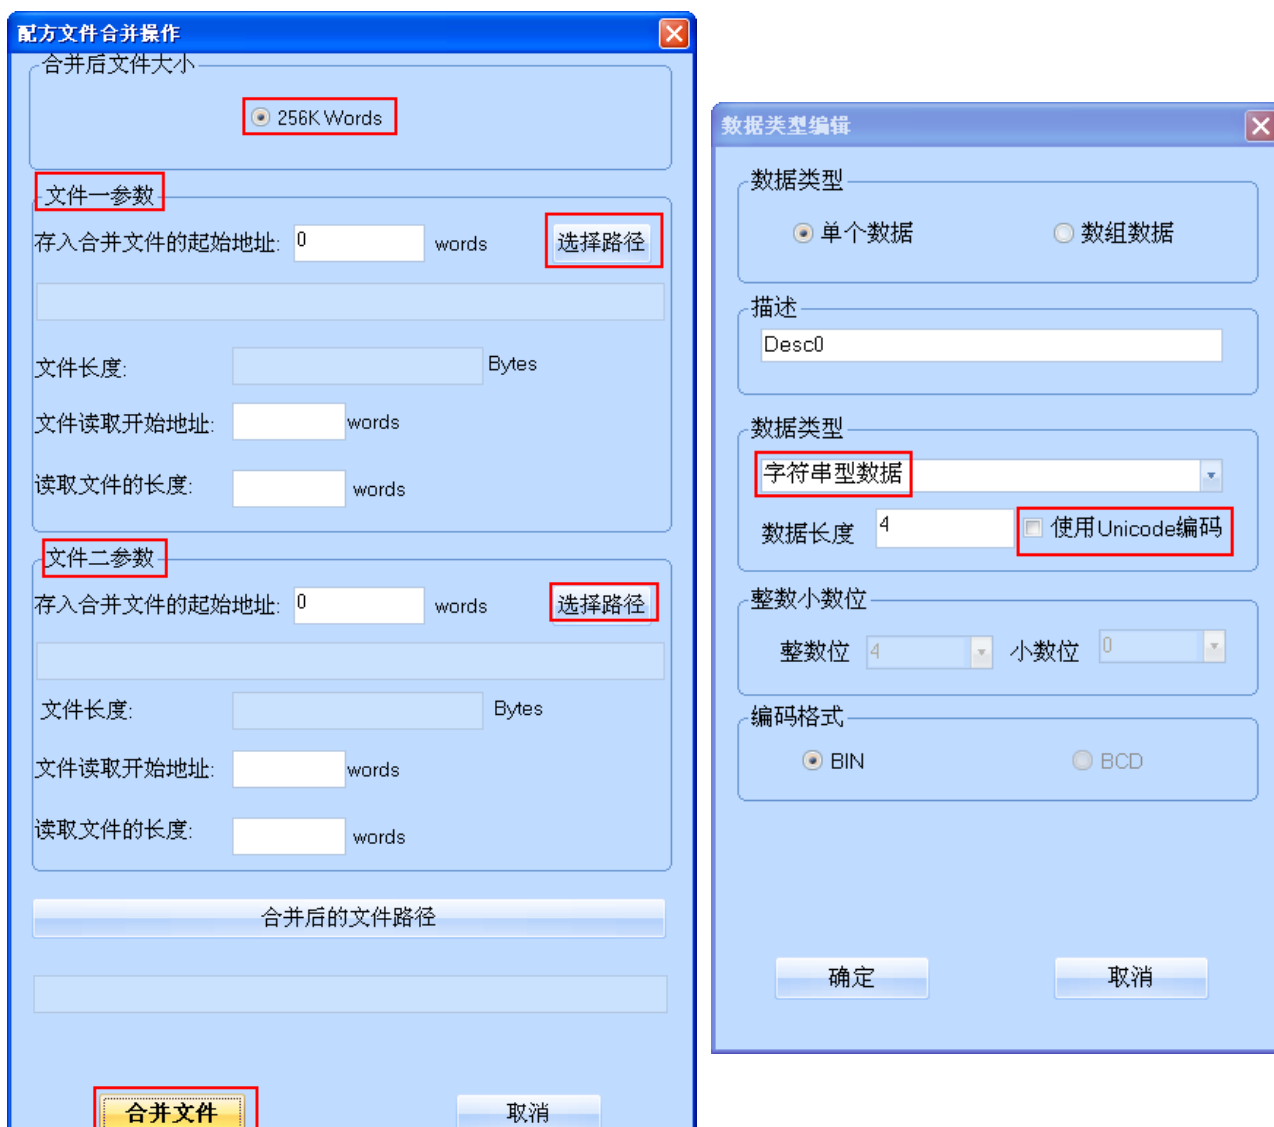 配方文件合并操作
合并后文件大小
256K Words
文件一参数
存入合并文件的起始地址: 0 words 选择路径
文件长度: Bytes
文件读取开始地址: words
读取文件的长度: words
文件二参数
存入合并文件的起始地址: 0 words 选择路径
文件长度: Bytes
文件读取开始地址: words
读取文件的长度: words
合并后的文件路径
合并文件 取消
数据类型编辑
数据类型
单个数据 数组数据
描述
Desc0
数据类型
字符串型数据
数据长度 4 使用Unicode编码
整数小数位
整数位 4 小数位 0
编码格式
BIN BCD
确定 取消